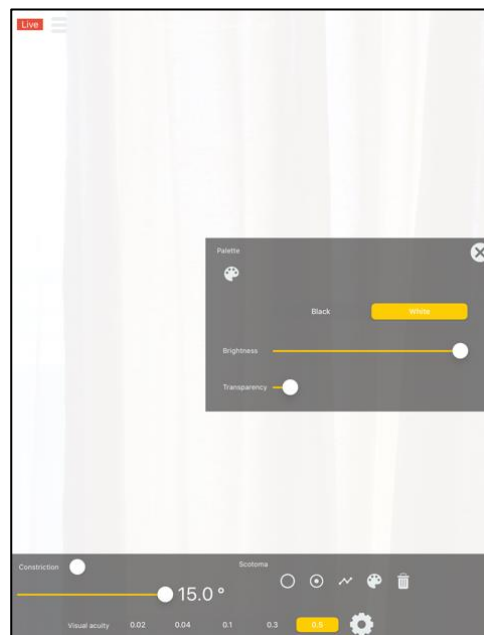 Live
Palette
Black White
Brightness
Transparency
Constriction Scotoma
15.0 °
Visual acuity 0.02 0.04 0.1 0.3 0.5